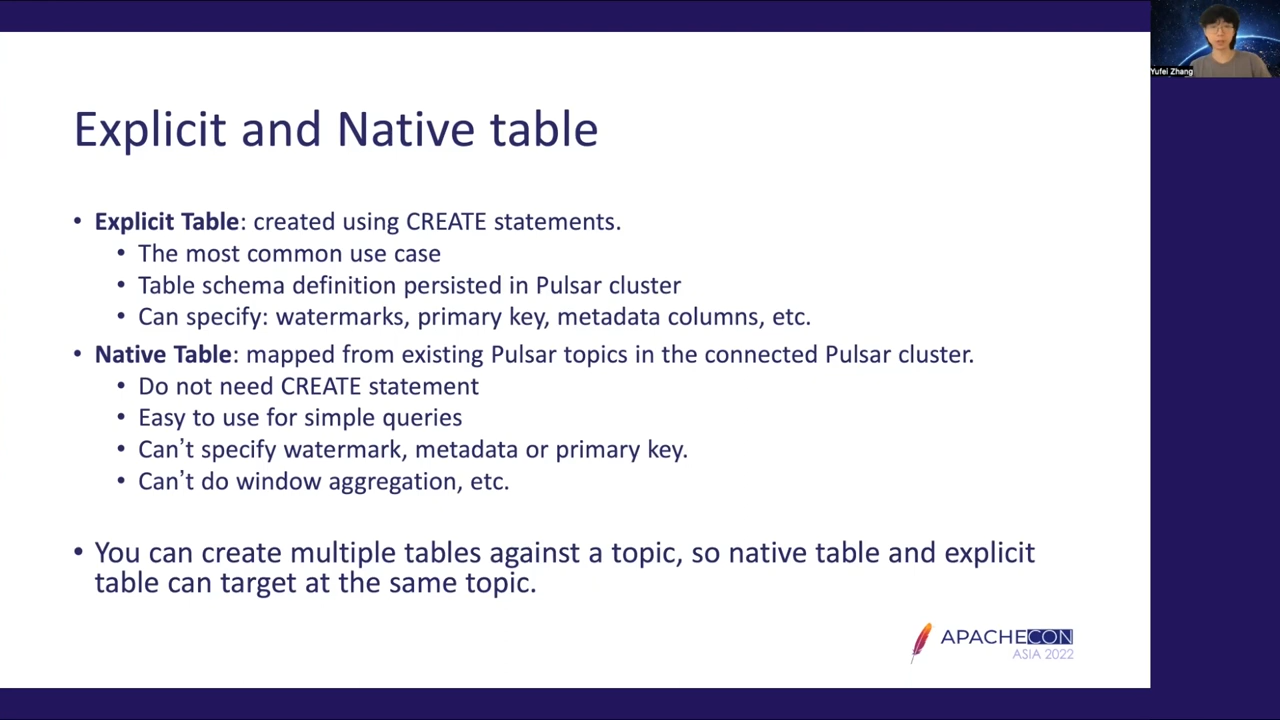 Yufei Zhang
Explicit and Native table
• Explicit Table: created using CREATE statements.
• The most common use case
• Table schema definition persisted in Pulsar cluster
• Can specify: watermarks, primary key, metadata columns, etc.
• Native Table: mapped from existing Pulsar topics in the connected Pulsar cluster.
• Do not need CREATE statement
• Easy to use for simple queries
• Can’t specify watermark, metadata or primary key.
• Can’t do window aggregation, etc.
• You can create multiple tables against a topic, so native table and explicit
table can target at the same topic.
APACHECON
ASIA 2022